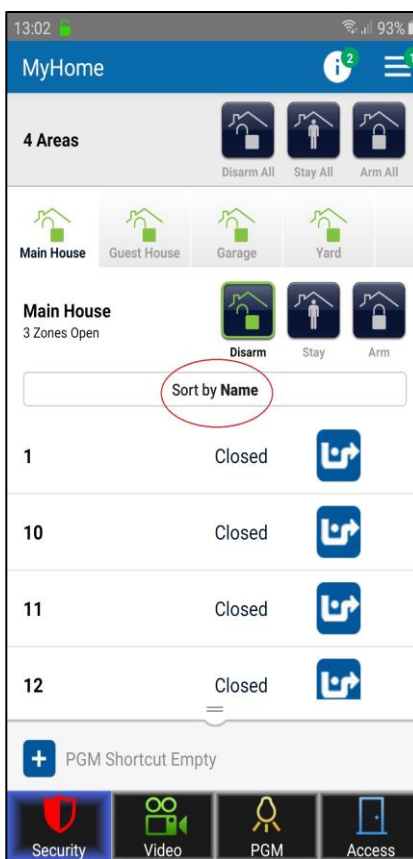 13:02 93%
MyHome i 2
4 Areas
Disarm All Stay All Arm All
Main House Guest House Garage Yard
Main House
3 Zones Open
Disarm Stay Arm
Sort by Name
1 Closed
10 Closed
11 Closed
12 Closed
+ PGM Shortcut Empty
Security Video PGM Access